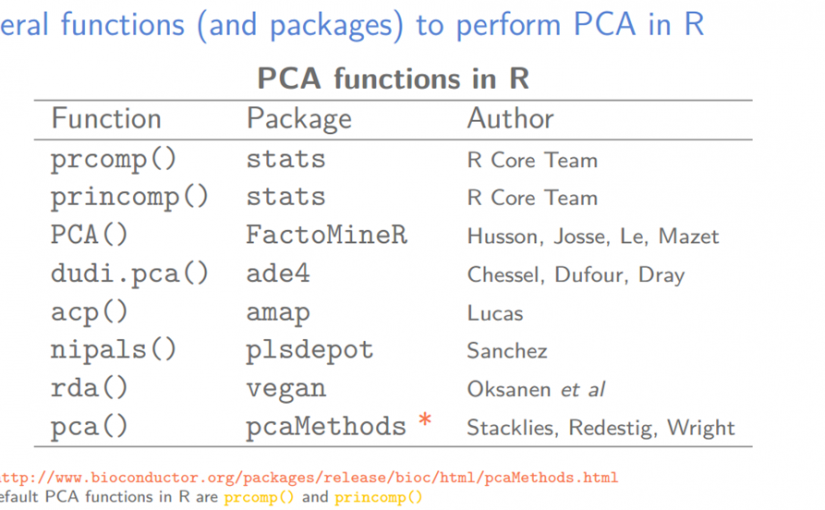 eral functions (and packages) to perform PCA in R
PCA functions in R
Function Package Author
prcomp() stats R Core Team
princomp() stats R Core Team
PCA() FactoMineR Husson, Josse, Le, Mazet
dudi.pca() ade4 Chessel, Dufour, Dray
acp() amap Lucas
nipals() plsdepot Sanchez
rda() vegan Oksanen et al
pca() pcaMethods * Stacklies, Redestig, Wright
http://www.bioconductor.org/packages/release/bioc/html/pcaMethods.html
efault PCA functions in R are prcomp() and princomp()